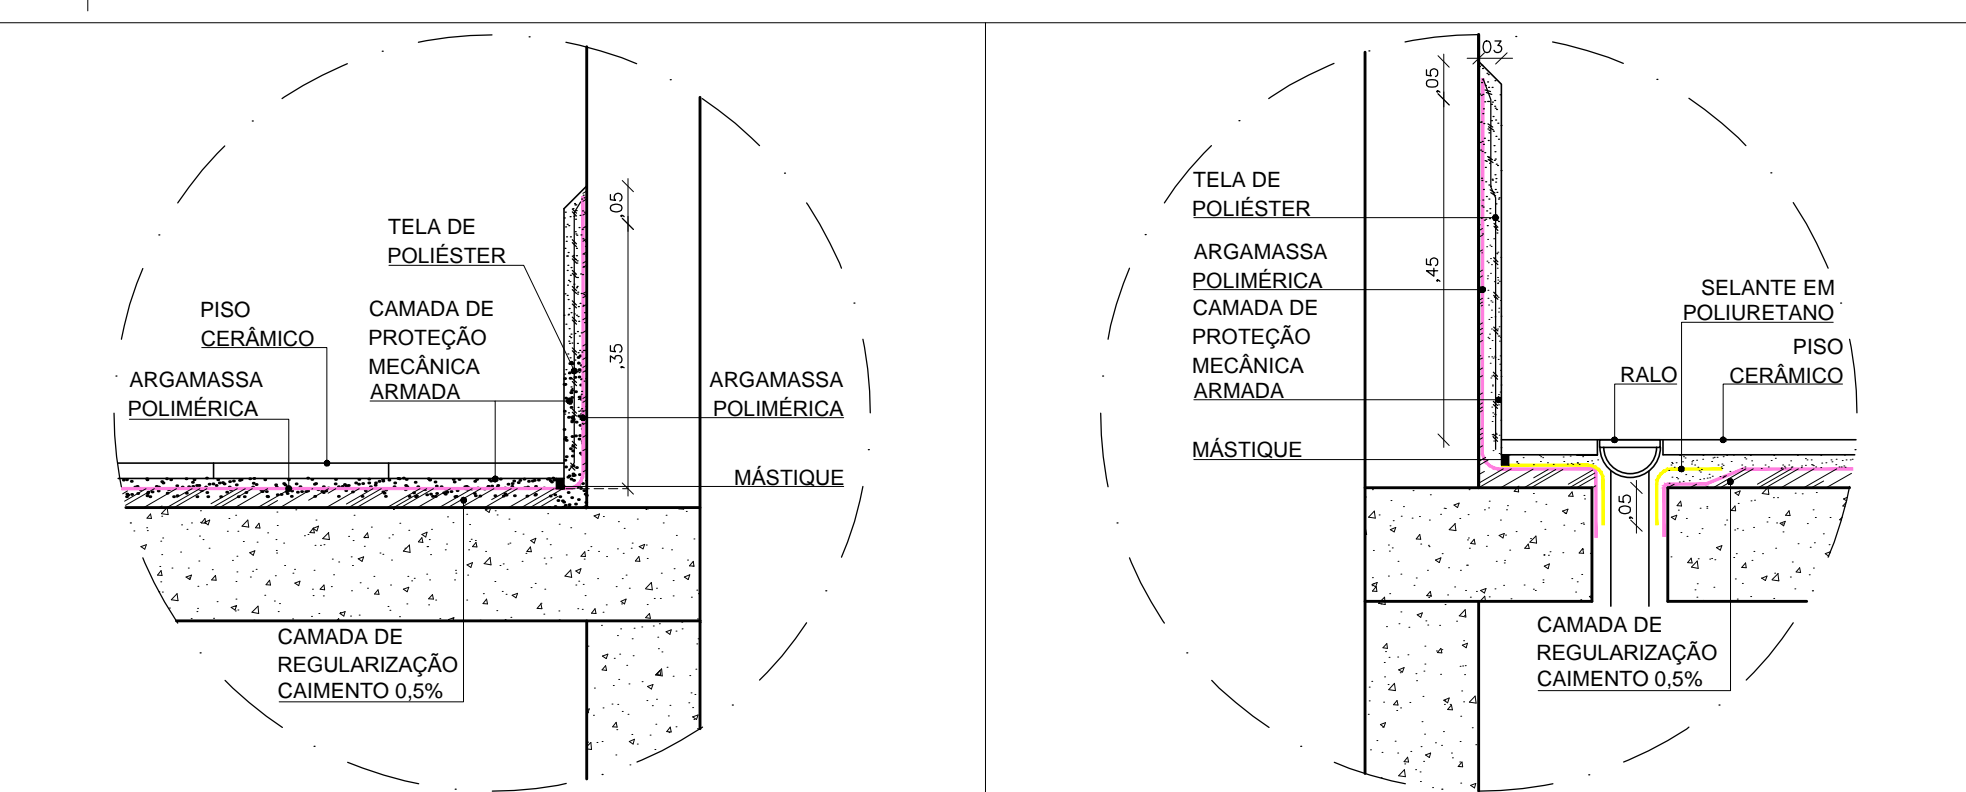 ,05
TELA DE
POLIÉSTER
PISO
CERÂMICO
CAMADA DE
PROTEÇÃO
MECÂNICA
ARMADA
,35
ARGAMASSA
POLIMÉRICA
ARGAMASSA
POLIMÉRICA
MÁSTIQUE
CAMADA DE
REGULARIZAÇÃO
CAIMENTO 0,5%
03
,05
TELA DE
POLIÉSTER
ARGAMASSA
POLIMÉRICA
,45
CAMADA DE
PROTEÇÃO
MECÂNICA
ARMADA
MÁSTIQUE
SELANTE EM
POLIURETANO
PISO
CERÂMICO
RALO
,05
CAMADA DE
REGULARIZAÇÃO
CAIMENTO 0,5%